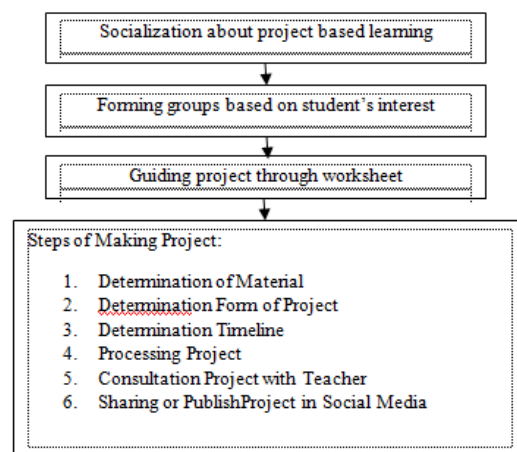 Socialization about project based learning
Forming groups based on student's interest
Guiding project through worksheet
Steps of Making Project:
1. Determination of Material
2. Determination Form of Project
3. Determination Timeline
4. Processing Project
5. Consultation Project with Teacher
6. Sharing or PublishProject in Social Media